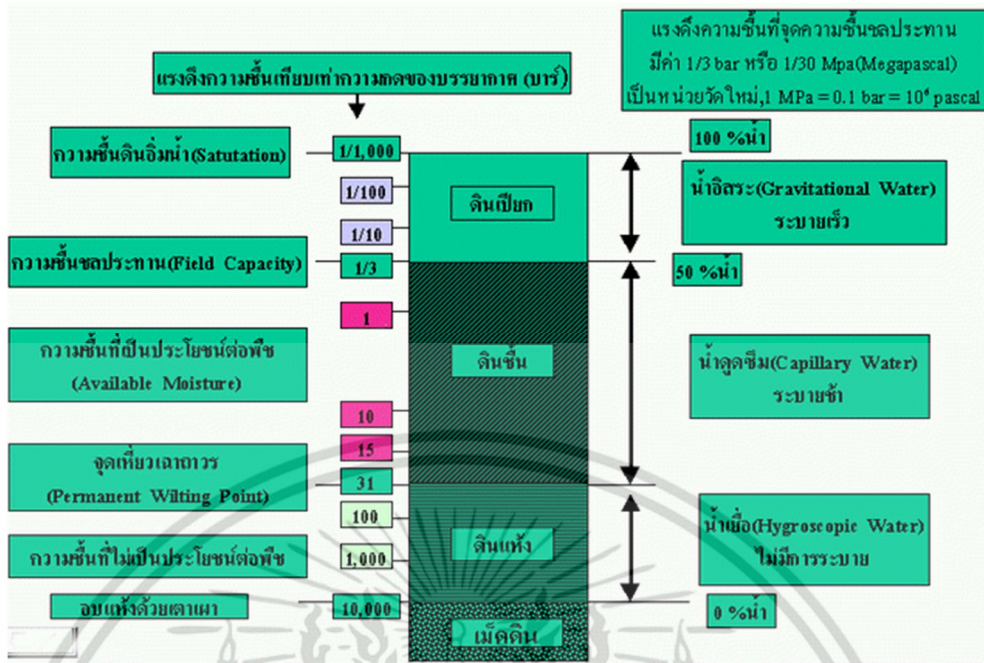 แรงดึงความชื้นที่จุดความชื้นชลประทาน
มีค่า 1/3 bar หรือ 1/30 Mpa(Megapascal)
เป็นหน่วยวัดใหม่,1 MPa = 0.1 bar = 10⁶ pascal
แรงดึงความชื้นเทียบเท่าความกดของบรรยากาศ (บาร์)
ความชื้นดินอิ่มน้ำ(Satutation)
1/1,000
100 %น้ำ
1/100
ดินเปียก
น้ำอิสระ(Gravitational Water)
ระบายเร็ว
1/10
ความชื้นชลประทาน(Field Capacity)
1/3
50 %น้ำ
1
ความชื้นที่เป็นประโยชน์ต่อพืช
(Available Moisture)
ดินชื้น
น้ำดูดซึม(Capillary Water)
ระบายช้า
10
15
จุดเหี่ยวเฉาถาวร
(Permanent Wilting Point)
31
100
น้ำเยื่อ(Hygroscopic Water)
ไม่มีการระบาย
ดินแห้ง
ความชื้นที่ไม่เป็นประโยชน์ต่อพืช
1,000
อบแห้งด้วยเตาเผา
10,000
0 %น้ำ
เม็ดดิน